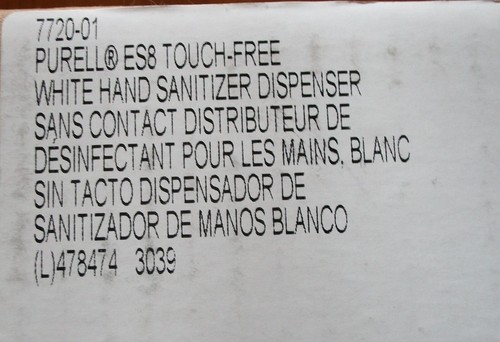 7720-01
PURELL® ES8 TOUCH-FREE
WHITE HAND SANITIZER DISPENSER
SANS CONTACT DISTRIBUTEUR DE
DÉSINFECTANT POUR LES MAINS, BLANC
SIN TACTO DISPENSADOR DE
SANITIZADOR DE MANOS BLANCO
(L)478474 3039